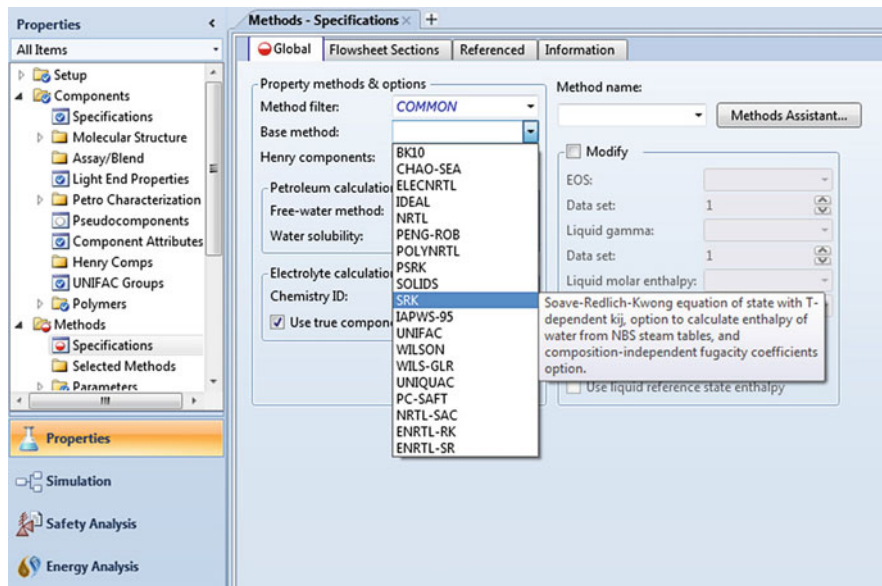 Properties
All Items
Setup
Components
Specifications
Molecular Structure
Assay/Blend
Light End Properties
Petro Characterization
Pseudocomponents
Component Attributes
Henry Comps
UNIFAC Groups
Polymers
Methods
Specifications
Selected Methods
Parameters
Properties
Simulation
Safety Analysis
Energy Analysis
Methods - Specifications × +
Global Flowsheet Sections Referenced Information
Property methods & options
Method filter: COMMON
Base method:
Henry components:
Petroleum calculation
Free-water method:
Water solubility:
Electrolyte calculation
Chemistry ID:
Use true compone
BK10
CHAO-SEA
ELECNRTL
IDEAL
NRTL
PENG-ROB
POLYNRTL
PSRK
SOLIDS
SRK
IAPWS-95
UNIFAC
WILSON
WILS-GLR
UNIQUAC
PC-SAFT
NRTL-SAC
ENRTL-RK
ENRTL-SR
Method name:
Methods Assistant...
Modify
EOS:
Data set: 1
Liquid gamma:
Data set: 1
Liquid molar enthalpy:
Soave-Redlich-Kwong equation of state with T-
dependent kij, option to calculate enthalpy of
water from NBS steam tables, and
composition-independent fugacity coefficients
option.
Use liquid reference state enthalpy